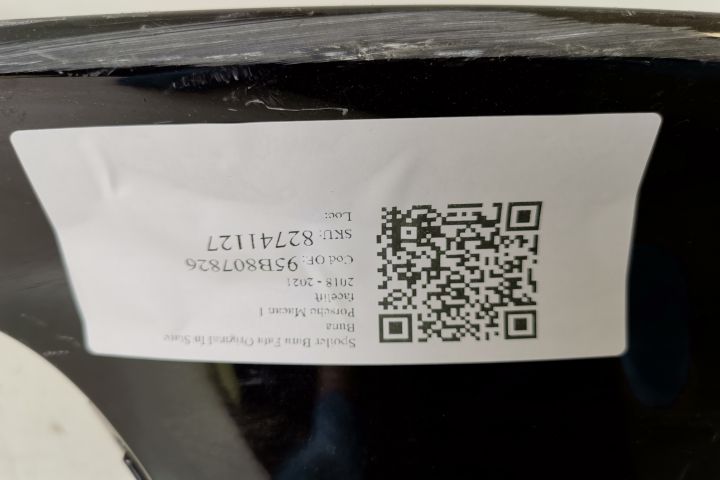 Spoiler Bara Fata Original In Stare
Buna
Porsche Macan 1
facelift
2018 - 2021
Cod OE: 95B807826
SKU: 82741127
Loc: